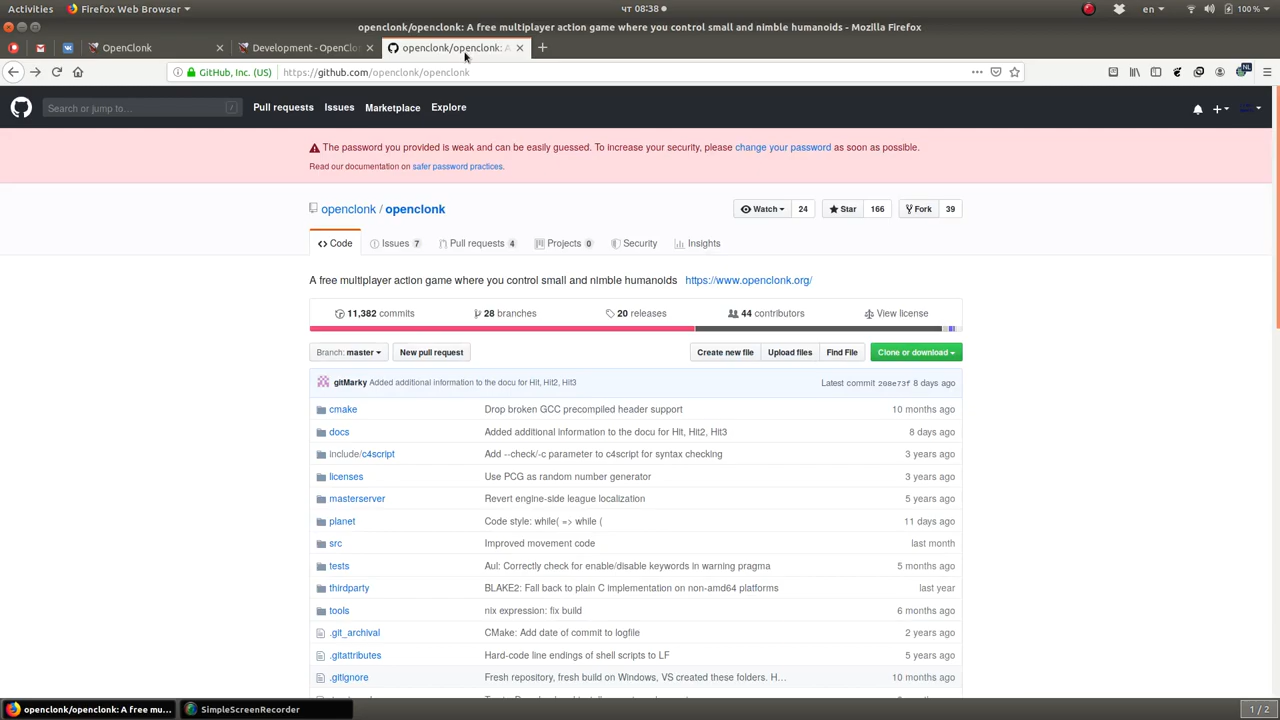 Activities Firefox Web Browser чт 08:38 en 100 %
openclonk/openclonk: A free multiplayer action game where you control small and nimble humanoids - Mozilla Firefox
OpenClonk Development - OpenClo openclonk/openclonk: A
GitHub, Inc. (US) https://github.com/openclonk/openclonk NL
Search or jump to… / Pull requests Issues Marketplace Explore
The password you provided is weak and can be easily guessed. To increase your security, please change your password as soon as possible.
Read our documentation on safer password practices.
openclonk / openclonk Watch 24 Star 166 Fork 39
Code Issues 7 Pull requests 4 Projects 0 Security Insights
A free multiplayer action game where you control small and nimble humanoids https://www.openclonk.org/
11,382 commits 28 branches 20 releases 44 contributors View license
Branch: master New pull request Create new file Upload files Find File Clone or download
gitMarky Added additional information to the docu for Hit, Hit2, Hit3 Latest commit 208e73f 8 days ago
cmake Drop broken GCC precompiled header support 10 months ago
docs Added additional information to the docu for Hit, Hit2, Hit3 8 days ago
include/c4script Add --check/-c parameter to c4script for syntax checking 3 years ago
licenses Use PCG as random number generator 3 years ago
masterserver Revert engine-side league localization 5 years ago
planet Code style: while( => while ( 11 days ago
src Improved movement code last month
tests Aul: Correctly check for enable/disable keywords in warning pragma 5 months ago
thirdparty BLAKE2: Fall back to plain C implementation on non-amd64 platforms last year
tools nix expression: fix build 6 months ago
.git_archival CMake: Add date of commit to logfile 2 years ago
.gitattributes Hard-code line endings of shell scripts to LF 5 years ago
.gitignore Fresh repository, fresh build on Windows, VS created these folders. H… 10 months ago
openclonk/openclonk: A free mu... SimpleScreenRecorder 1 / 2